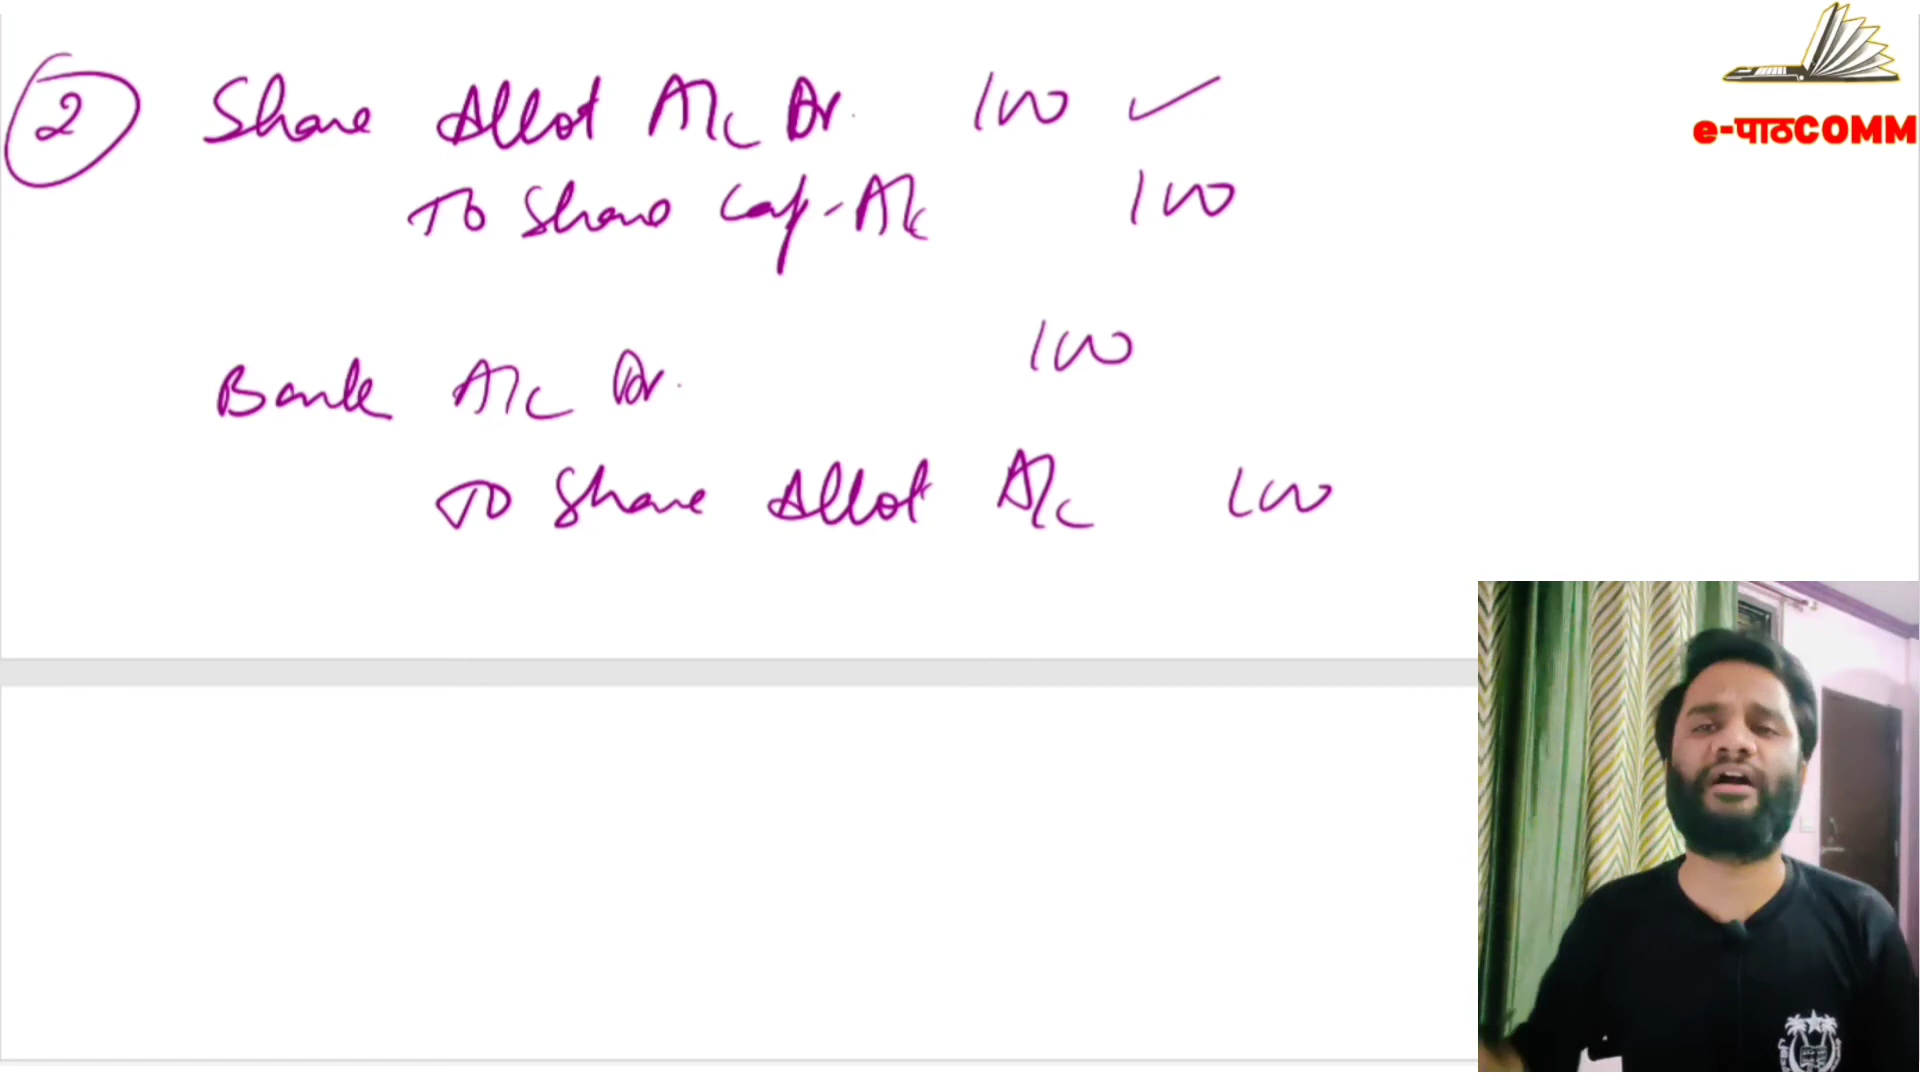 ② Share Allot A/c Dr. 100 ✓
To Share Cap-A/c 100
Bank A/c Dr. 100
To Share Allot A/c 100
e-पाठCOMM